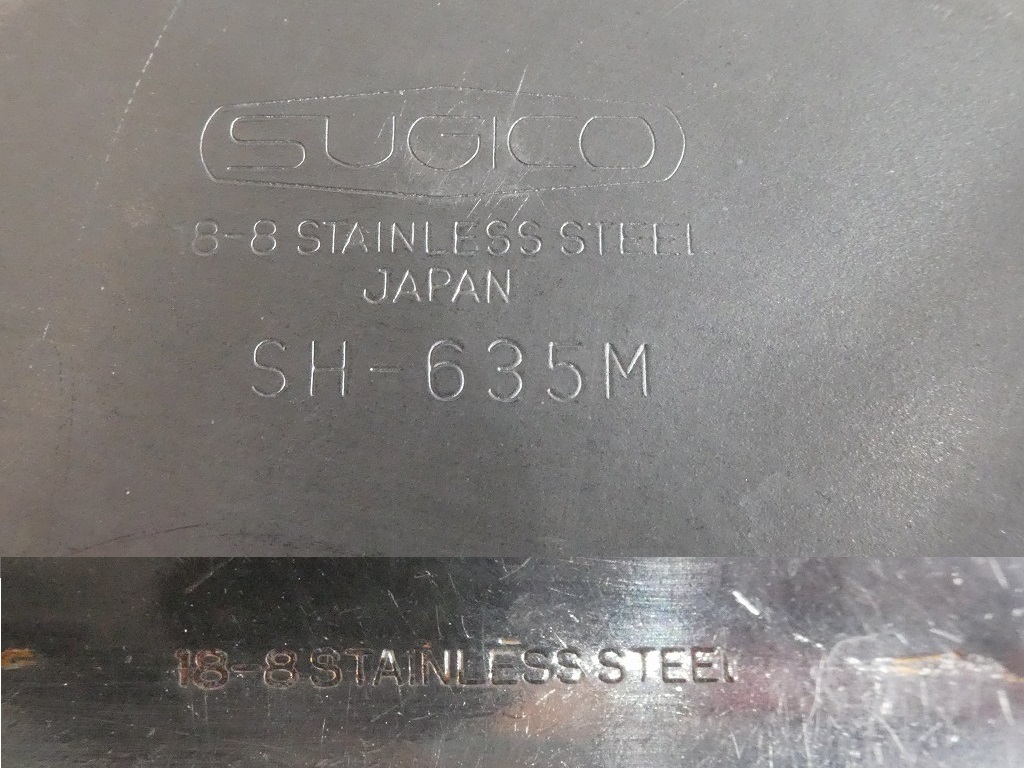 SUGICO
18-8 STAINLESS STEEL
JAPAN
SH-635M
18-8 STAINLESS STEEL